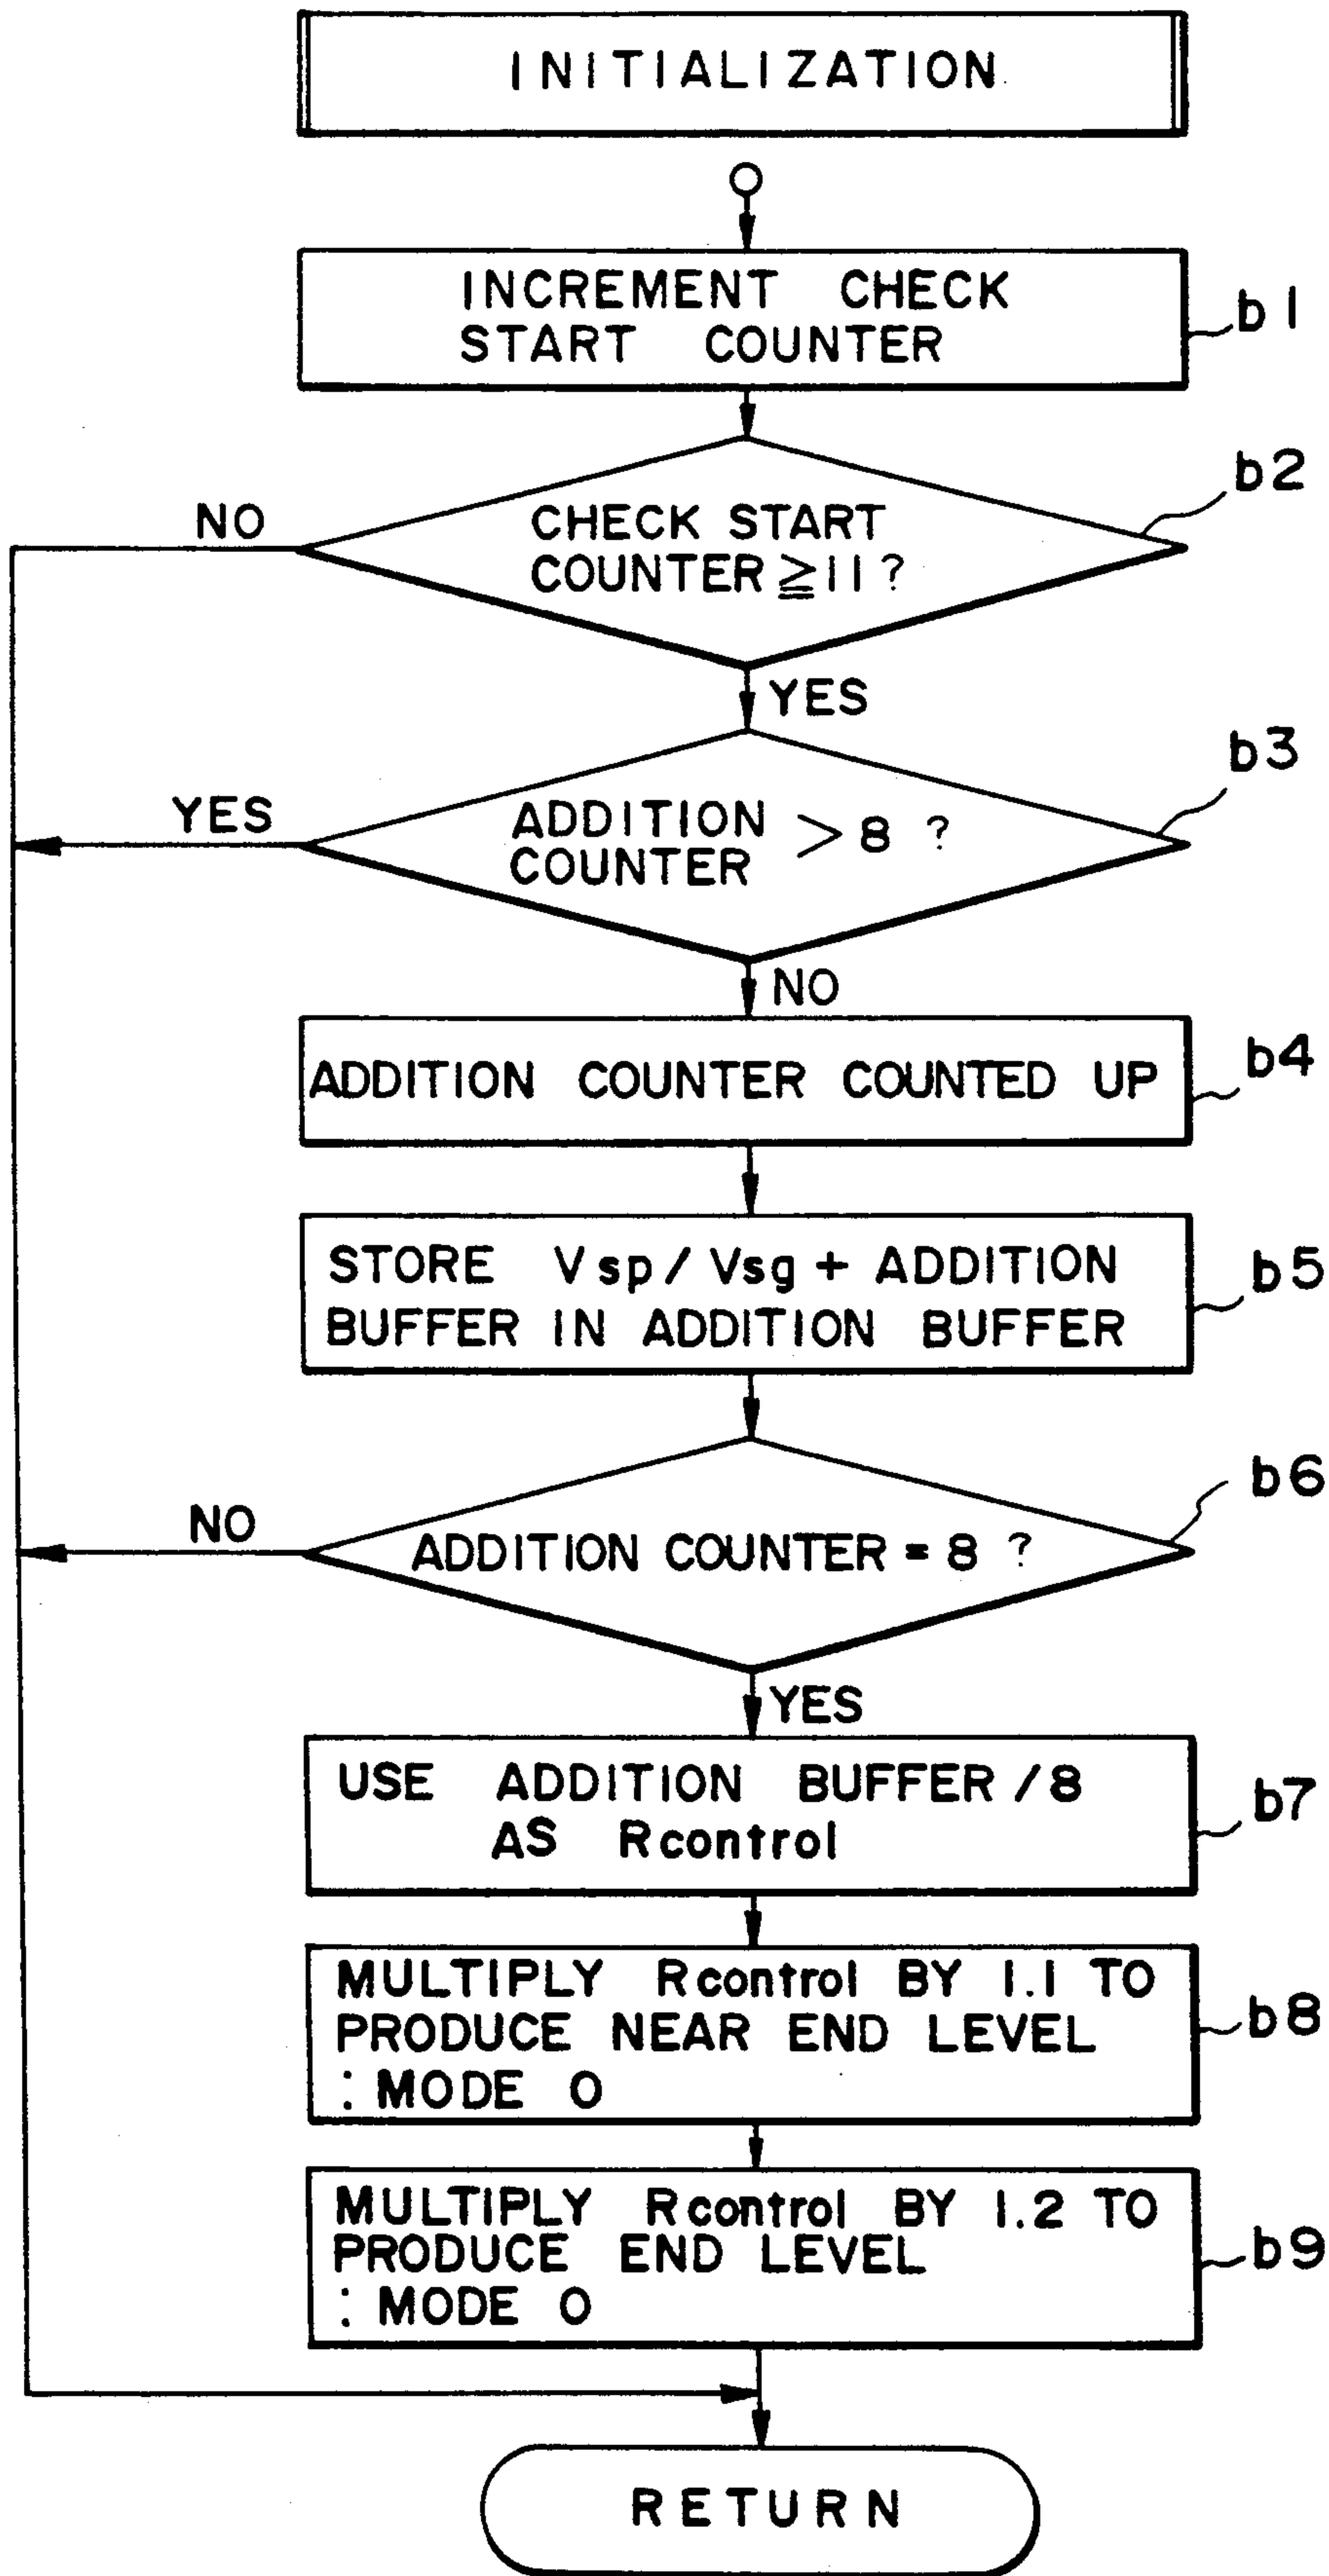 INITIALIZATION
INCREMENT CHECK
START COUNTER
b1
b2
NO
CHECK START
COUNTER ≧ 11 ?
YES
b3
YES
ADDITION
COUNTER > 8 ?
NO
ADDITION COUNTER COUNTED UP
b4
STORE Vsp / Vsg + ADDITION
BUFFER IN ADDITION BUFFER
b5
b6
NO
ADDITION COUNTER = 8 ?
YES
USE ADDITION BUFFER / 8
AS Rcontrol
b7
MULTIPLY Rcontrol BY 1.1 TO
PRODUCE NEAR END LEVEL
: MODE 0
b8
MULTIPLY Rcontrol BY 1.2 TO
PRODUCE END LEVEL
: MODE 0
b9
RETURN